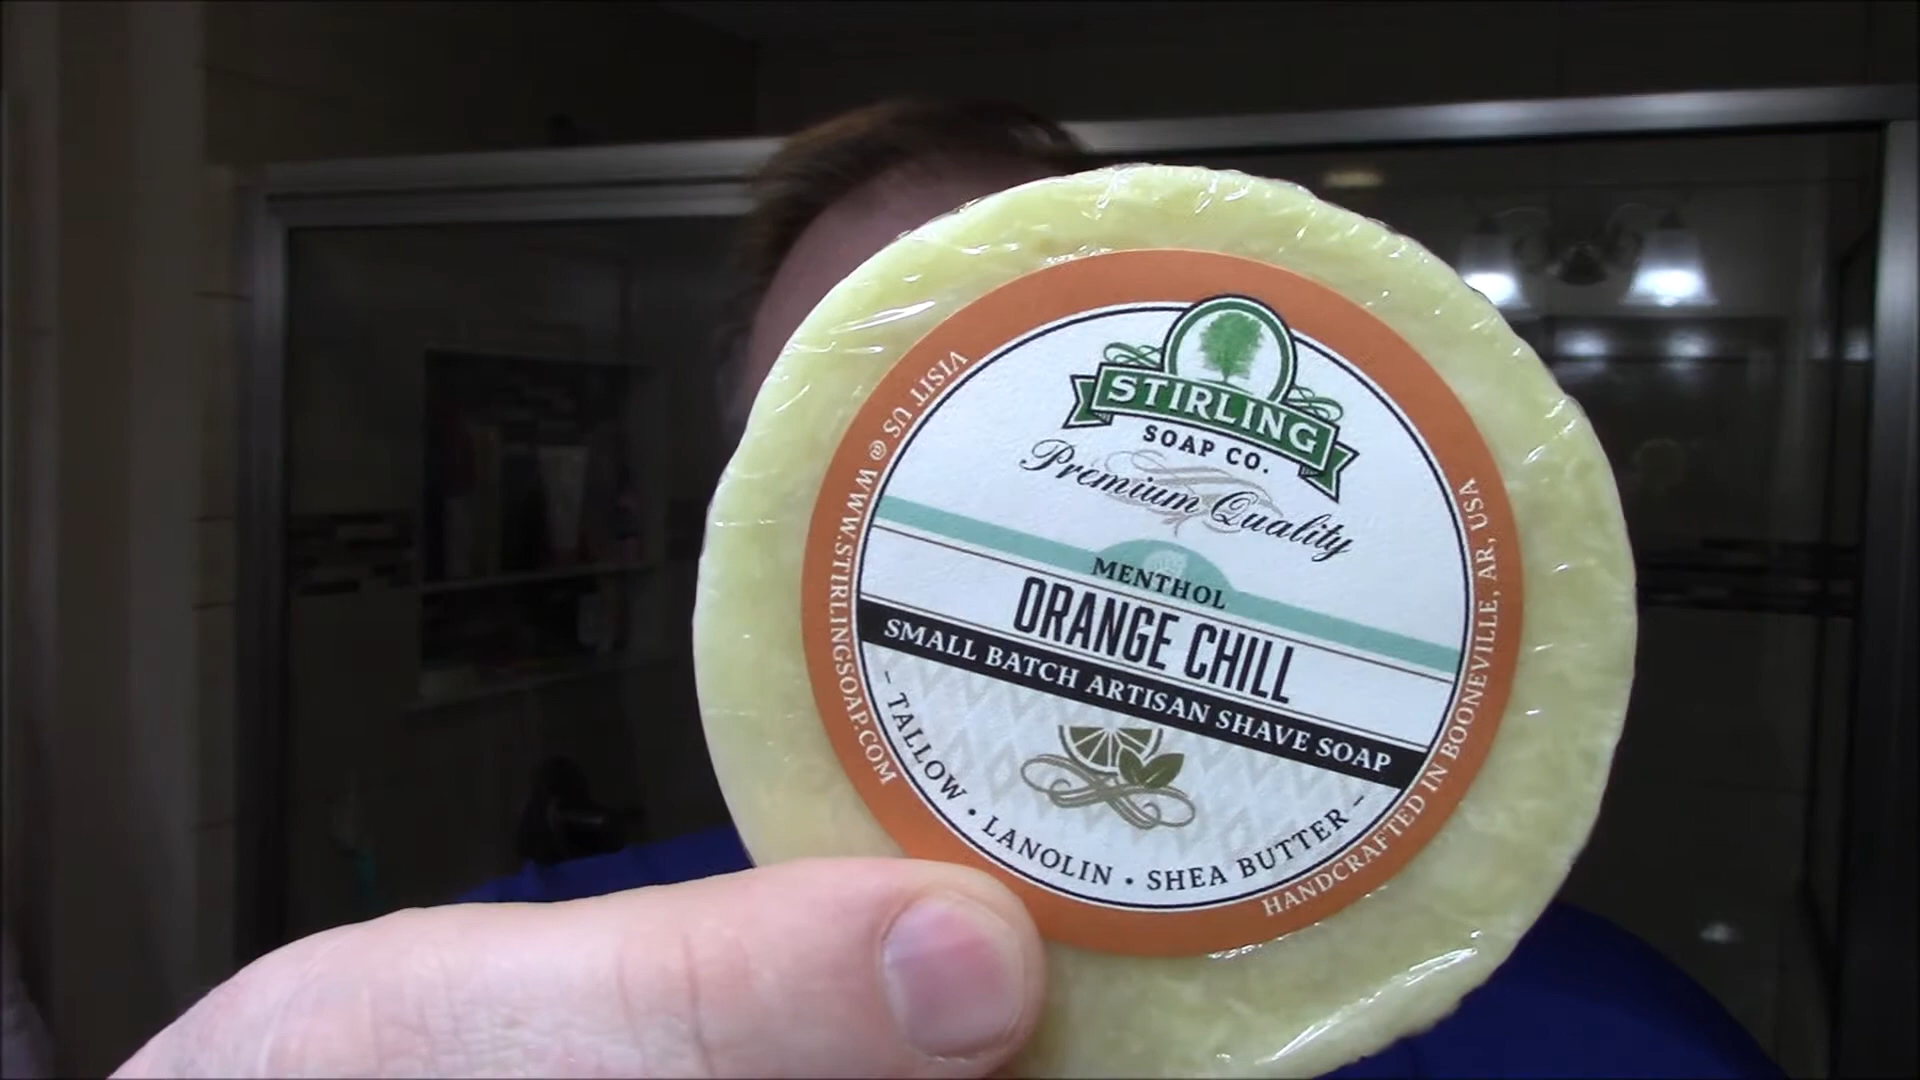 STIRLING
SOAP CO.
Premium Quality
MENTHOL
ORANGE CHILL
SMALL BATCH ARTISAN SHAVE SOAP
- TALLOW • LANOLIN • SHEA BUTTER -
VISIT US @ WWW.STIRLINGSOAP.COM
HANDCRAFTED IN BOONEVILLE, AR, USA